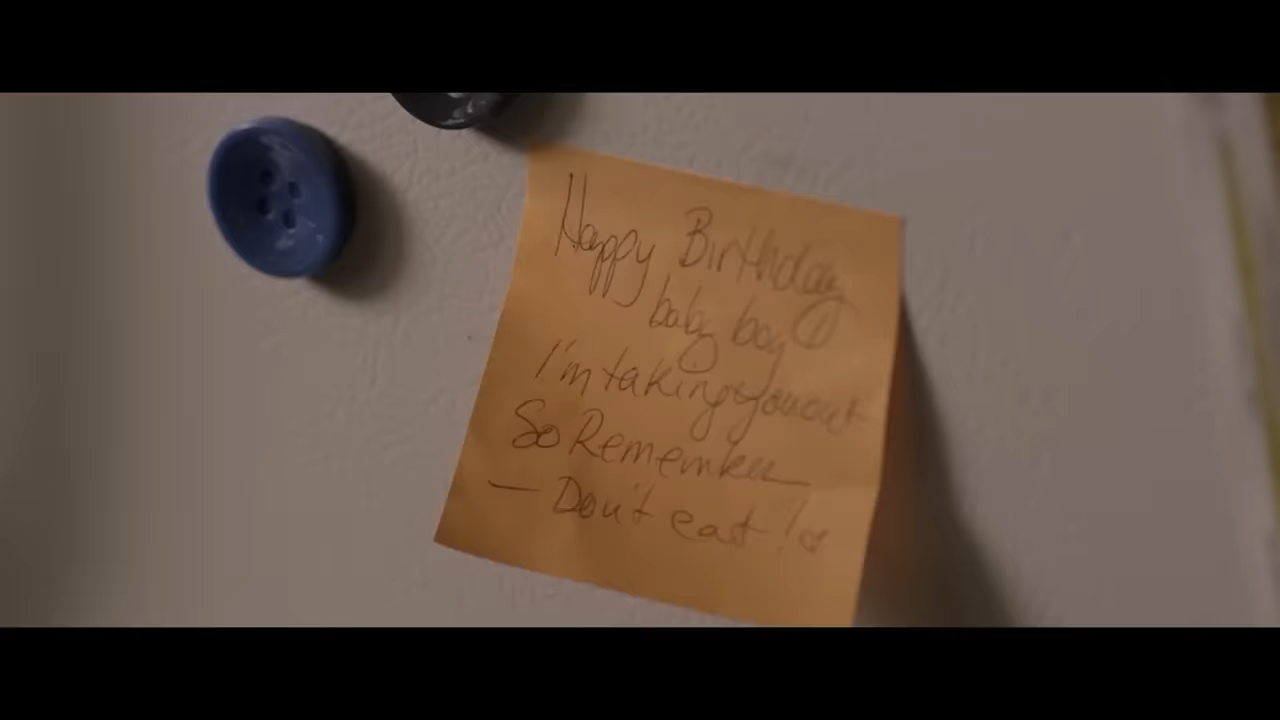 Happy Birthday
baby boy
I'm taking you out
So Remember
— Don't eat!